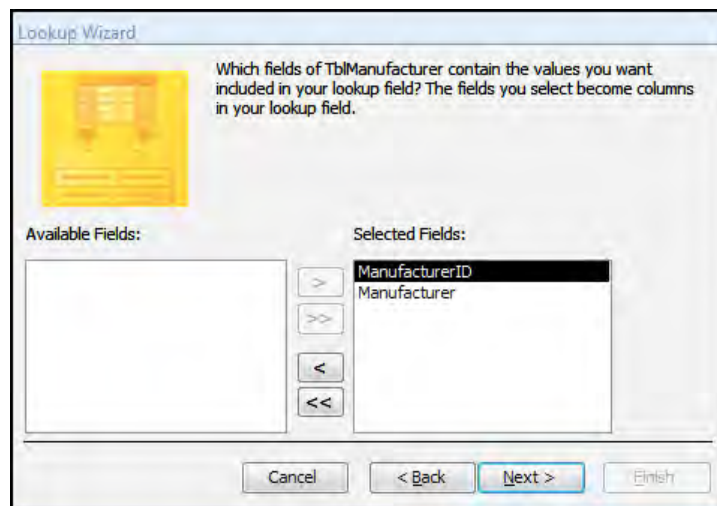 Lookup Wizard
Which fields of TblManufacturer contain the values you want
included in your lookup field? The fields you select become columns
in your lookup field.
Available Fields:
Selected Fields:
ManufacturerID
Manufacturer
>
>>
<
<<
Cancel
< Back
Next >
Finish